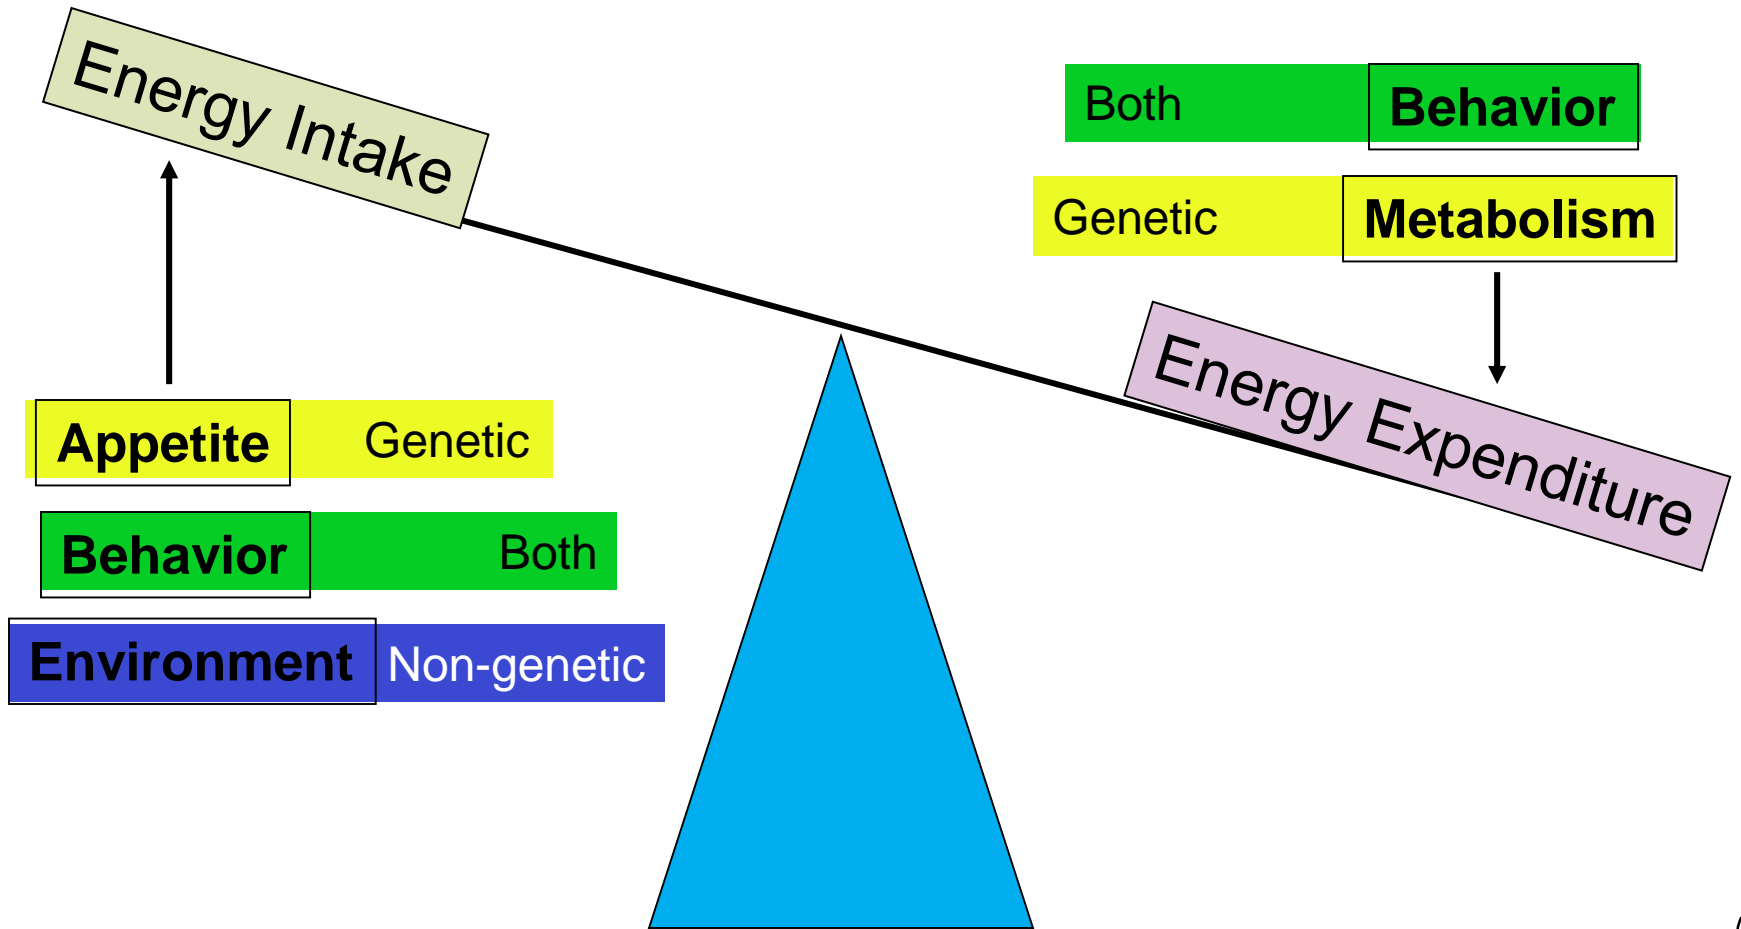 Energy Intake
Both Behavior
Genetic Metabolism
Energy Expenditure
Appetite Genetic
Behavior Both
Environment Non-genetic